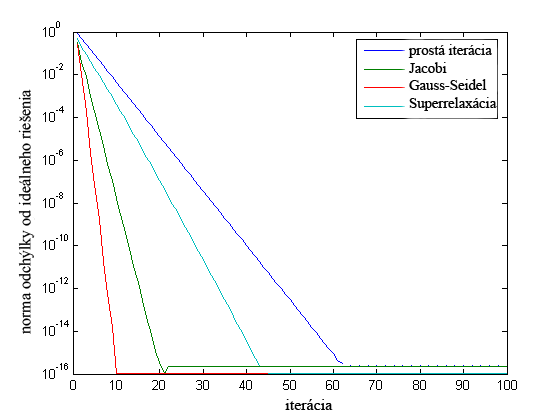 10^0
10^-2
10^-4
10^-6
10^-8
10^-10
10^-12
10^-14
10^-16
norma odchýlky od ideálneho riešenia
prostá iterácia
Jacobi
Gauss-Seidel
Superrelaxácia
0 10 20 30 40 50 60 70 80 90 100
iterácia